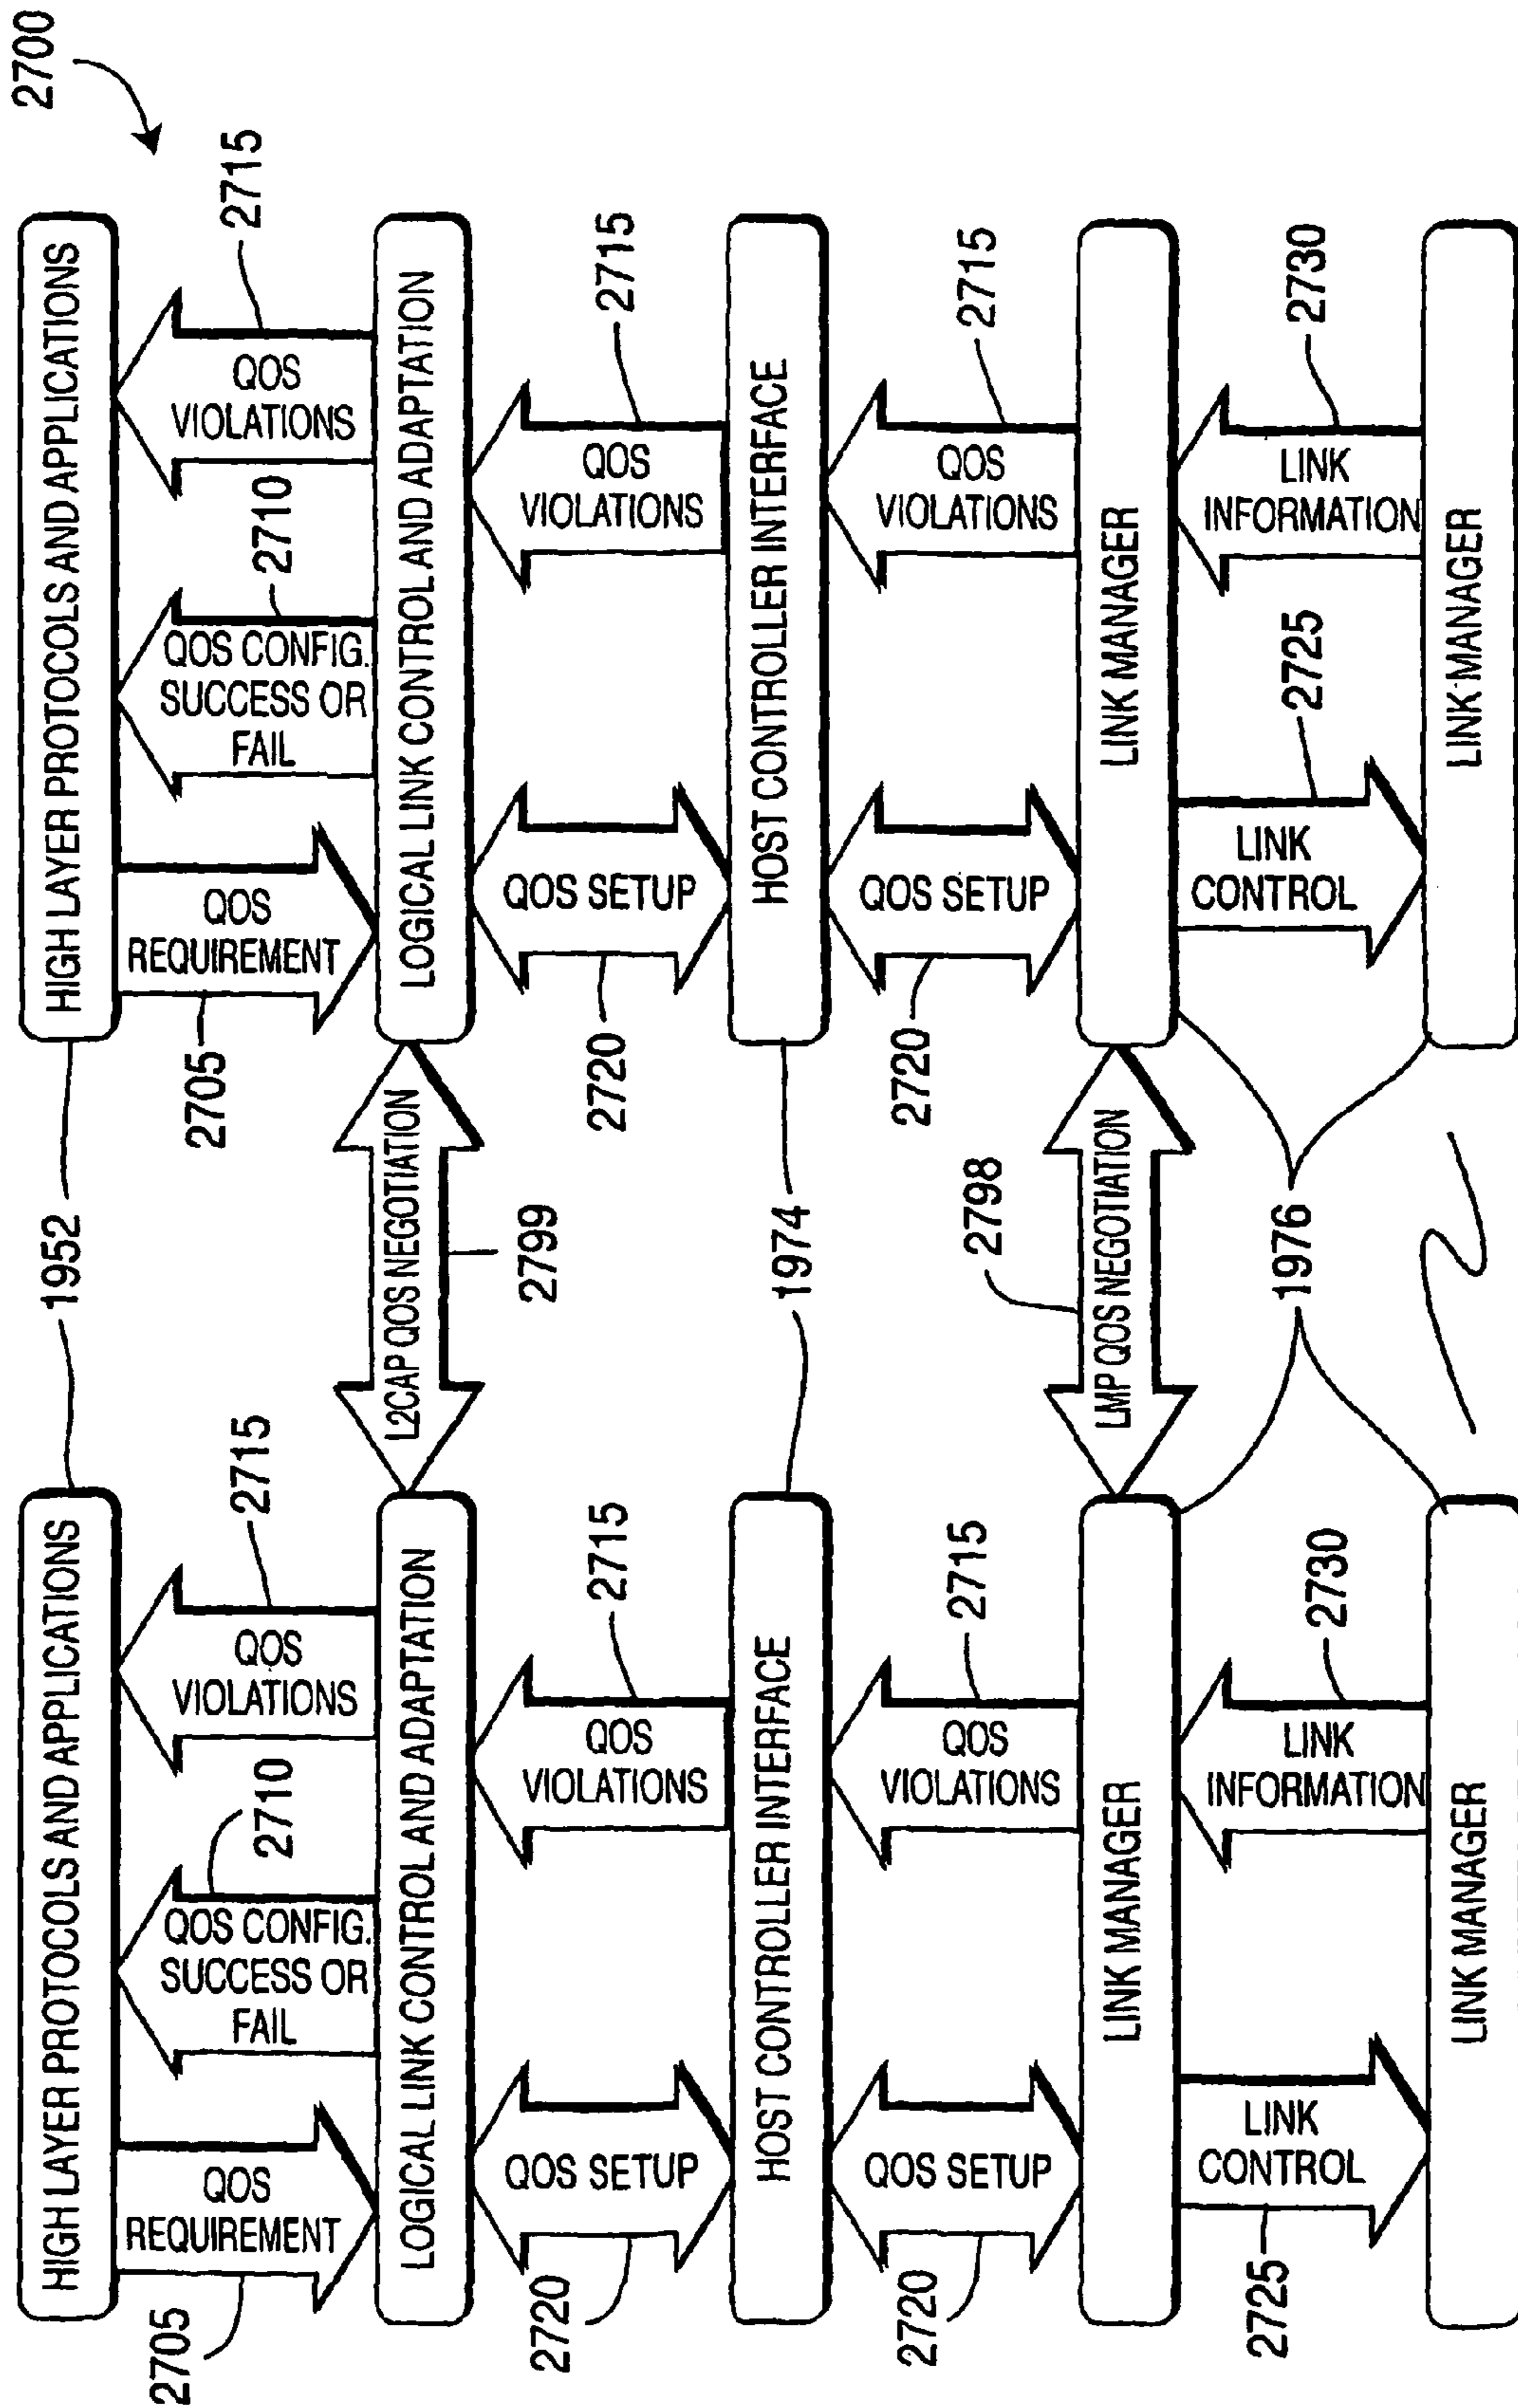 2700
HIGH LAYER PROTOCOLS AND APPLICATIONS
1952
HIGH LAYER PROTOCOLS AND APPLICATIONS
2705
QOS
REQUIREMENT
QOS CONFIG.
SUCCESS OR
FAIL
2710
QOS
VIOLATIONS
2715
2705
QOS
REQUIREMENT
QOS CONFIG.
SUCCESS OR
FAIL
2710
QOS
VIOLATIONS
2715
LOGICAL LINK CONTROL AND ADAPTATION
L2CAP QOS NEGOTIATION
2799
LOGICAL LINK CONTROL AND ADAPTATION
2720
QOS SETUP
QOS
VIOLATIONS
2715
2720
QOS SETUP
QOS
VIOLATIONS
2715
HOST CONTROLLER INTERFACE
1974
HOST CONTROLLER INTERFACE
2720
QOS SETUP
QOS
VIOLATIONS
2715
2720
QOS SETUP
QOS
VIOLATIONS
2715
LINK MANAGER
2798
LMP QOS NEGOTIATION
LINK MANAGER
2725
LINK
CONTROL
LINK
INFORMATION
2730
1976
LINK
CONTROL
2725
LINK
INFORMATION
2730
LINK MANAGER
LINK MANAGER